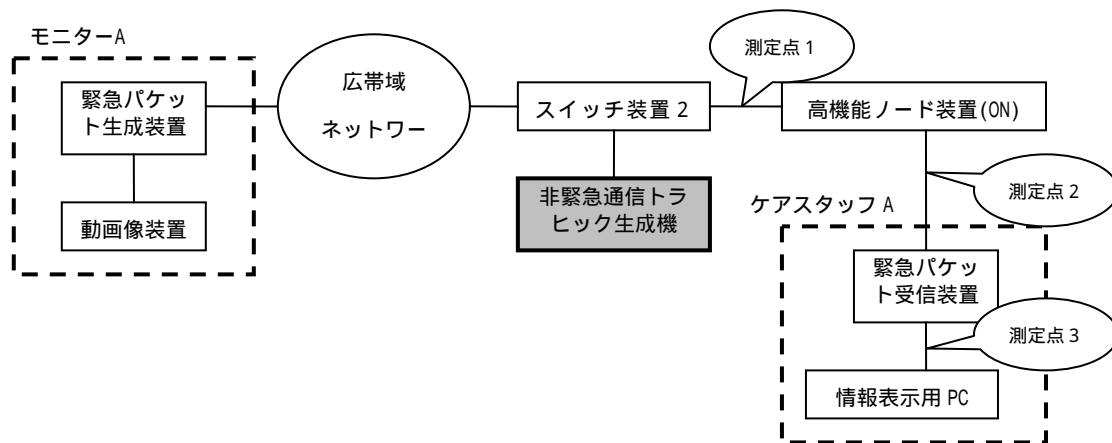 モニターA
緊急パケッ
ト生成装置
動画像装置
広帯域
ネットワー
スイッチ装置 2
非緊急通信トラ
ヒック生成機
測定点 1
高機能ノード装置(ON)
測定点 2
ケアスタッフ A
緊急パケッ
ト受信装置
測定点 3
情報表示用 PC